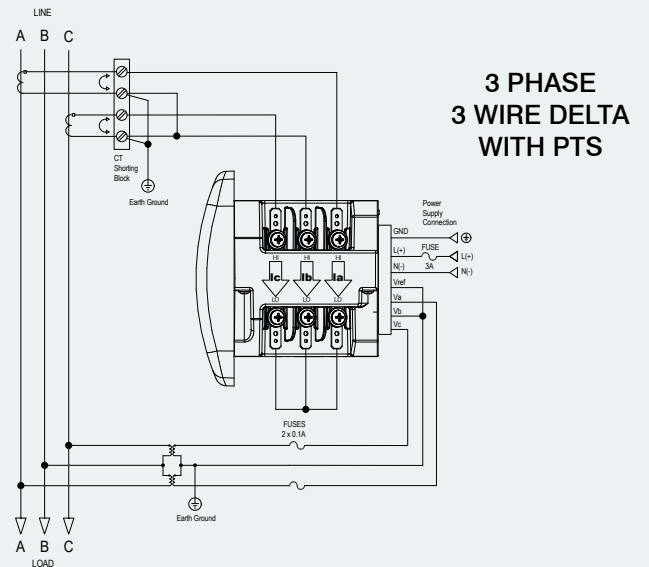 LINE
A B C
3 PHASE
3 WIRE DELTA
WITH PTS
CT
Shorting
Block
Earth Ground
Power
Supply
Connection
GND
L(+)
FUSE
L(+)
N(-)
3A
N(-)
Vref
Va
Vb
Vc
HI HI HI
Ic Ib Ia
LO LO LO
FUSES
2 x 0.1A
Earth Ground
A B C
LOAD